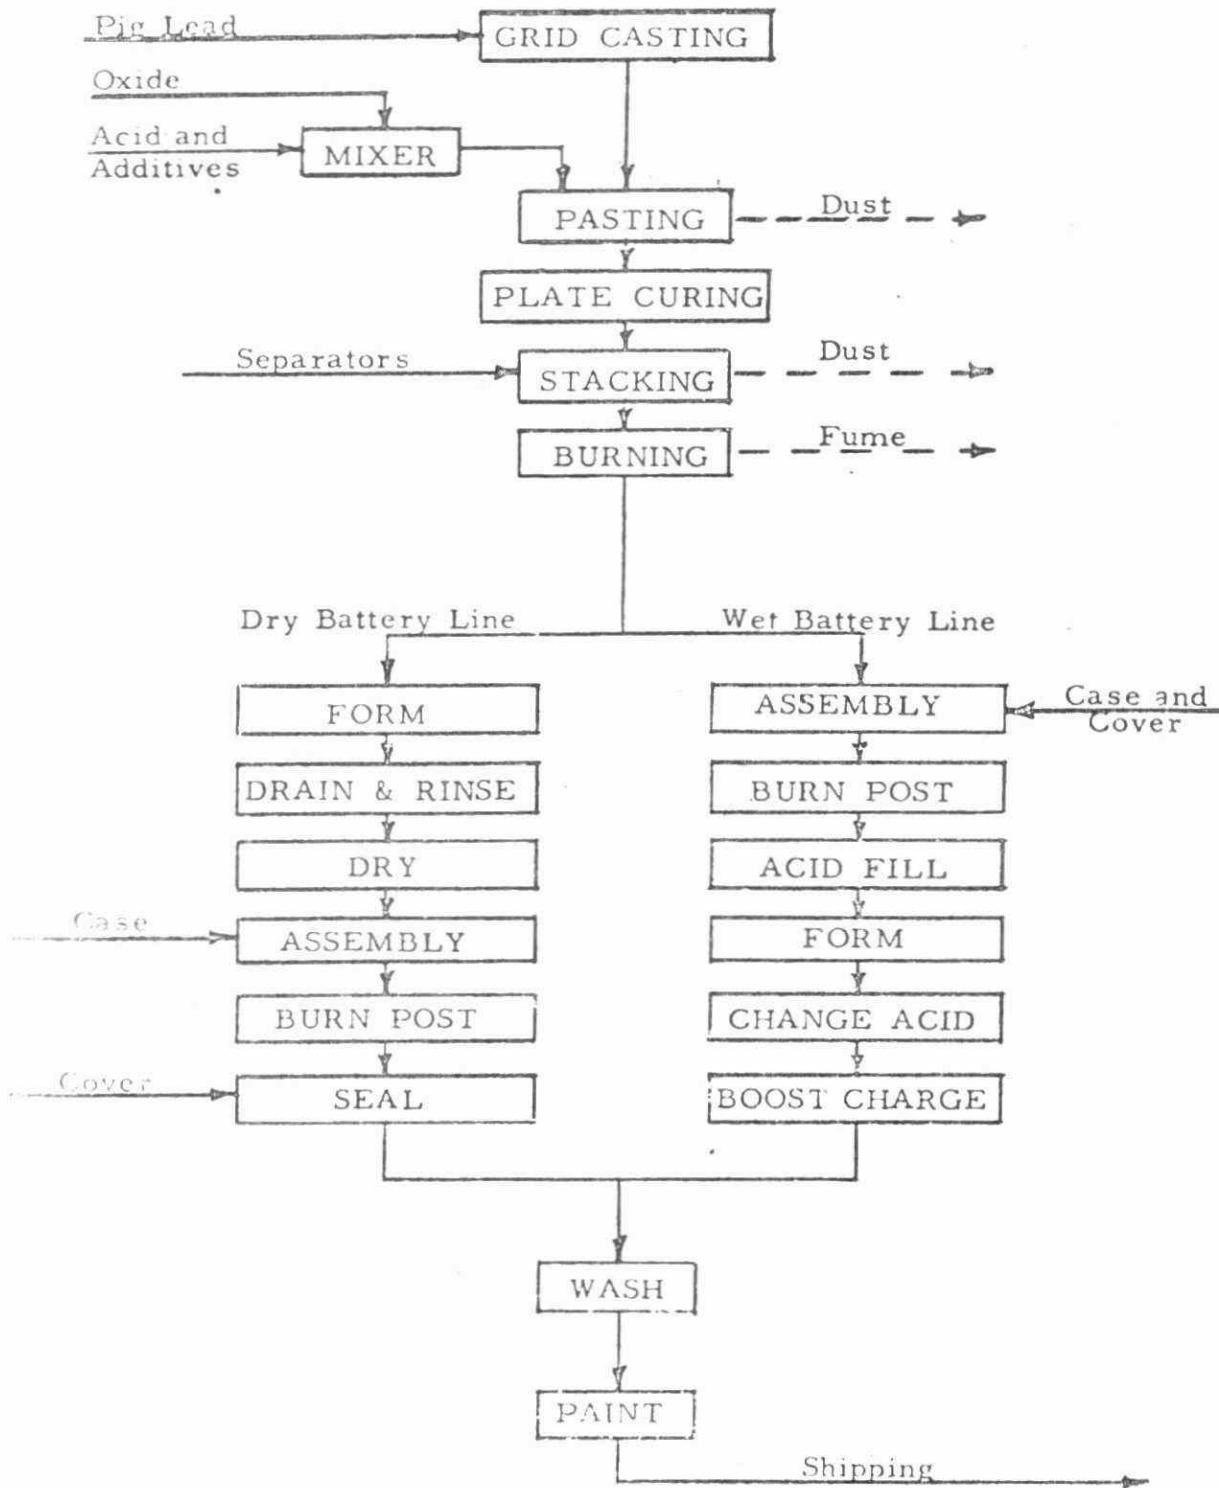 Pig Lead
GRID CASTING
Oxide
Acid and
Additives
MIXER
PASTING
Dust
PLATE CURING
Separators
STACKING
Dust
BURNING
Fume
Dry Battery Line
Wet Battery Line
FORM
ASSEMBLY
Case and
Cover
DRAIN & RINSE
BURN POST
DRY
ACID FILL
Case
ASSEMBLY
FORM
BURN POST
CHANGE ACID
Cover
SEAL
BOOST CHARGE
WASH
PAINT
Shipping